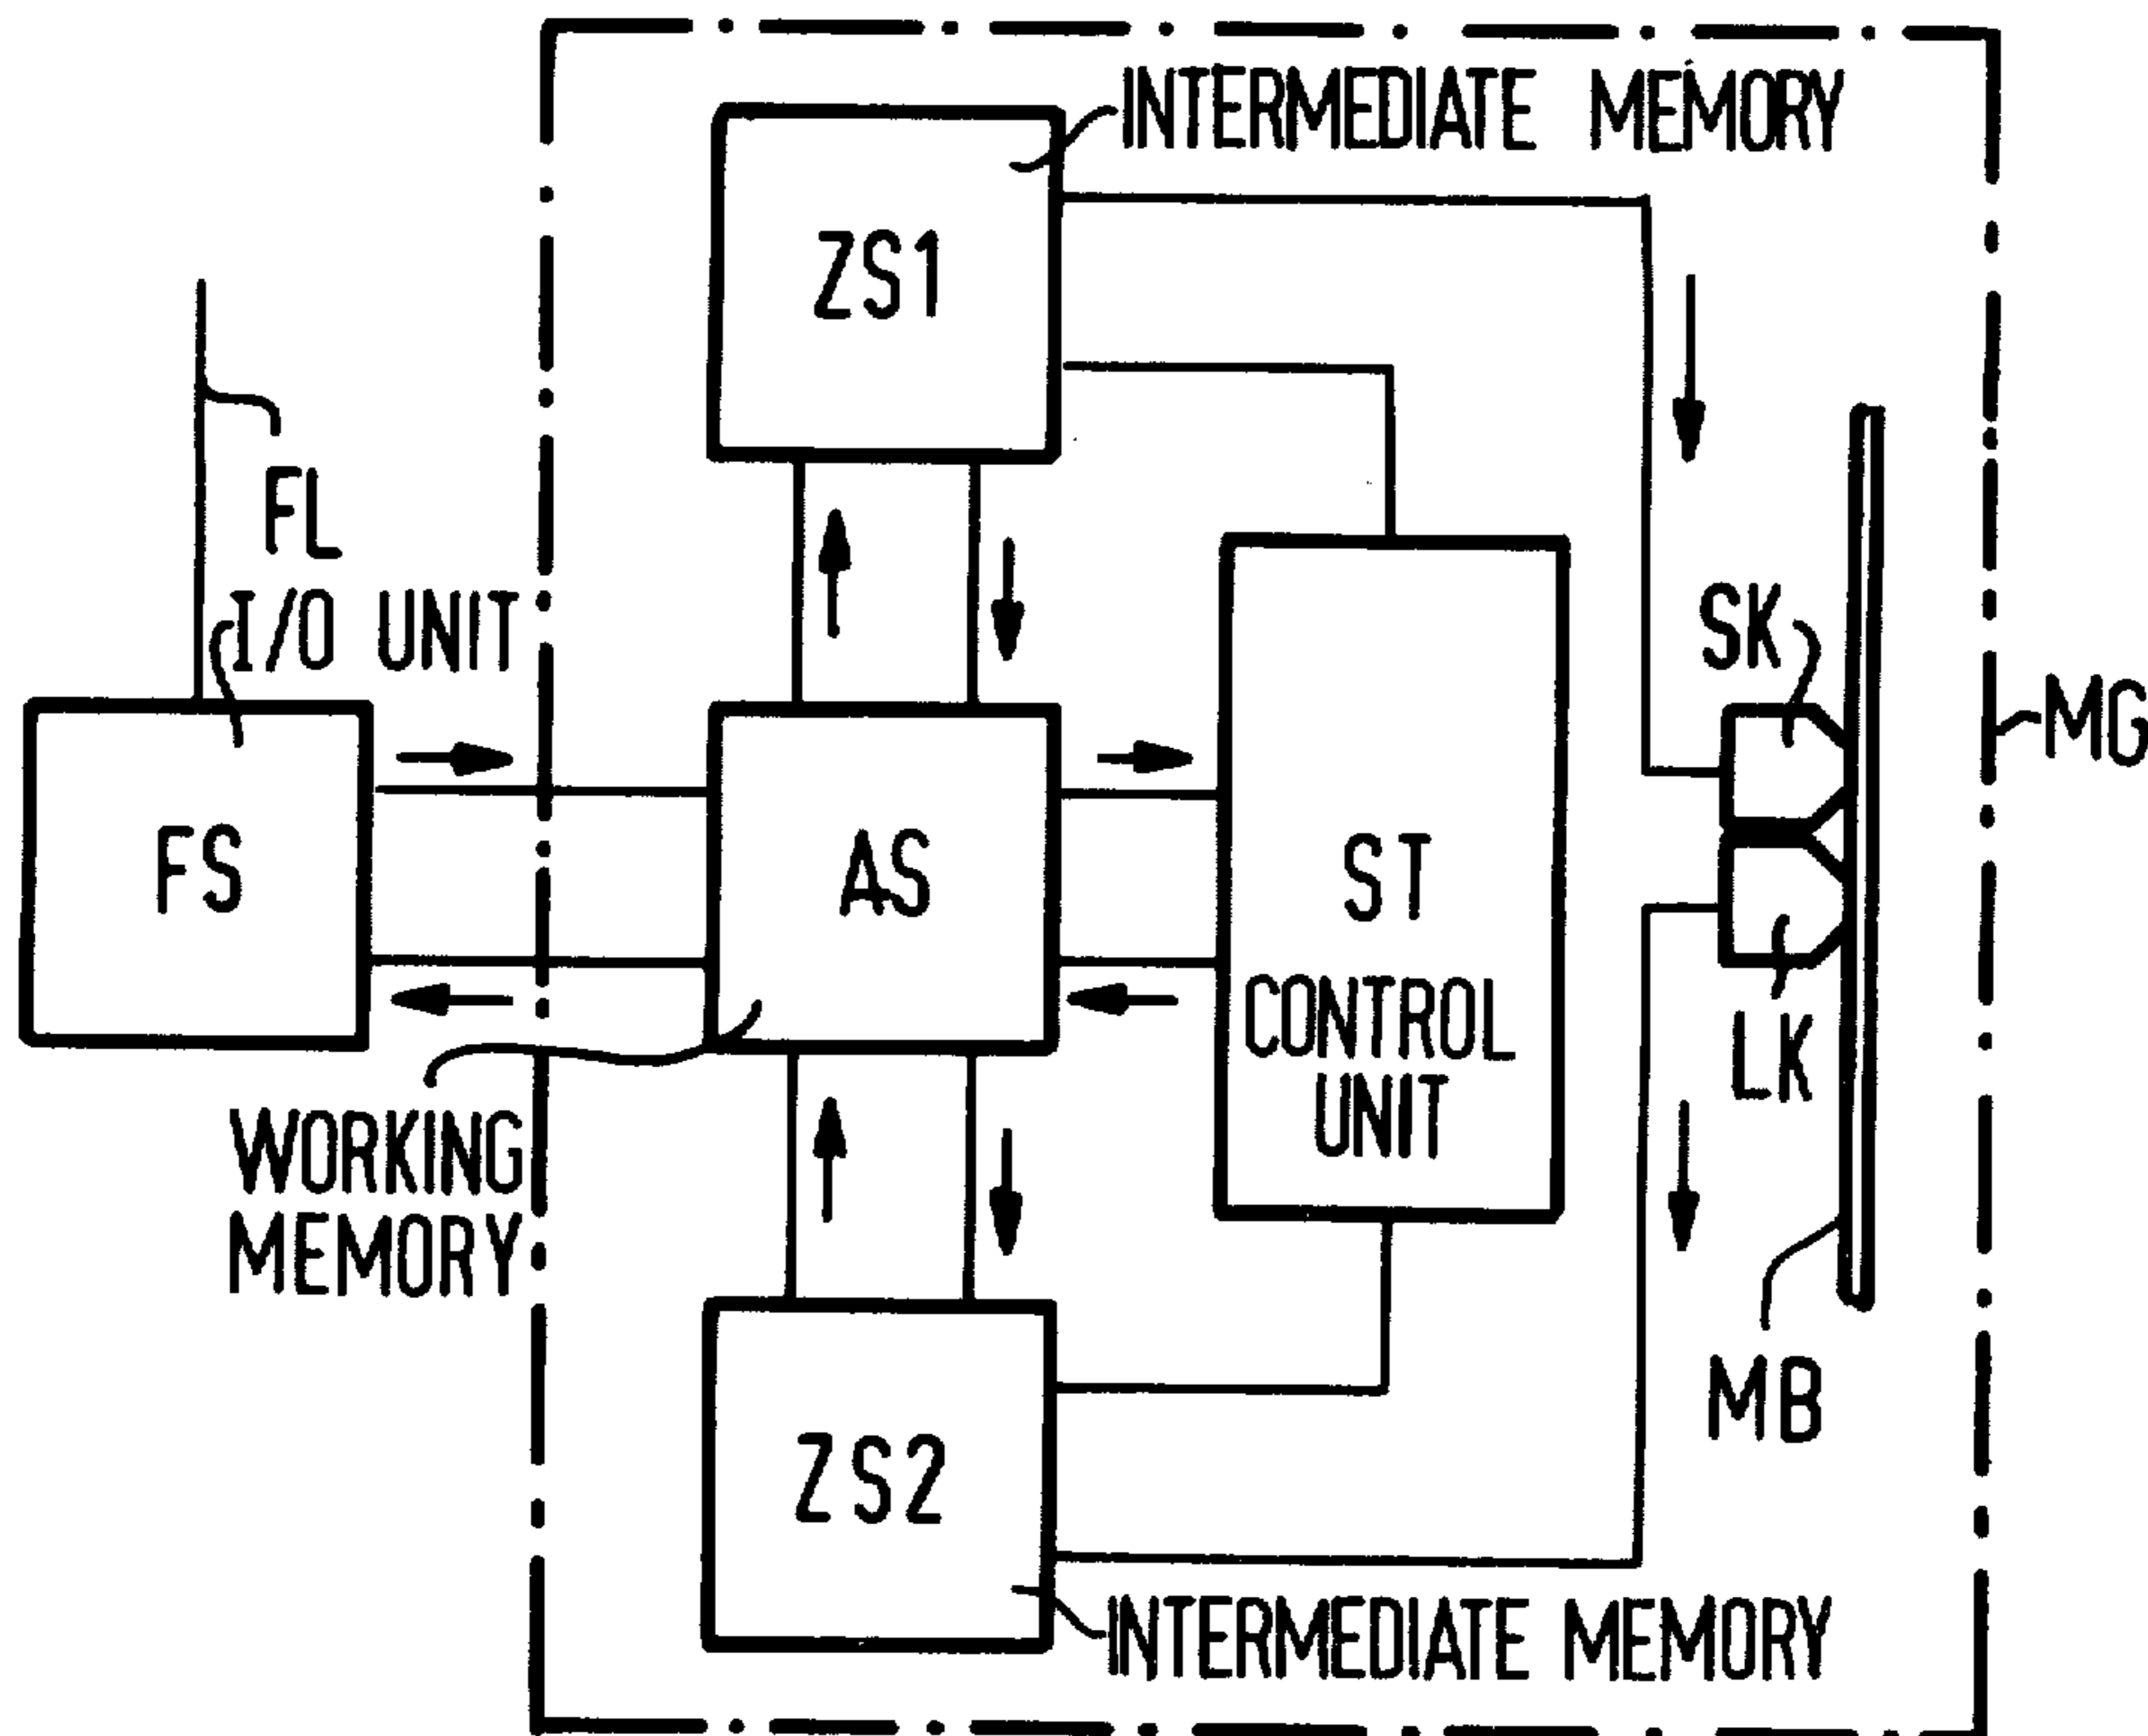 INTERMEDIATE MEMORY
ZS1
FL
I/O UNIT
SK
MG
FS
AS
ST
CONTROL
UNIT
LK
WORKING
MEMORY
MB
ZS2
INTERMEDIATE MEMORY